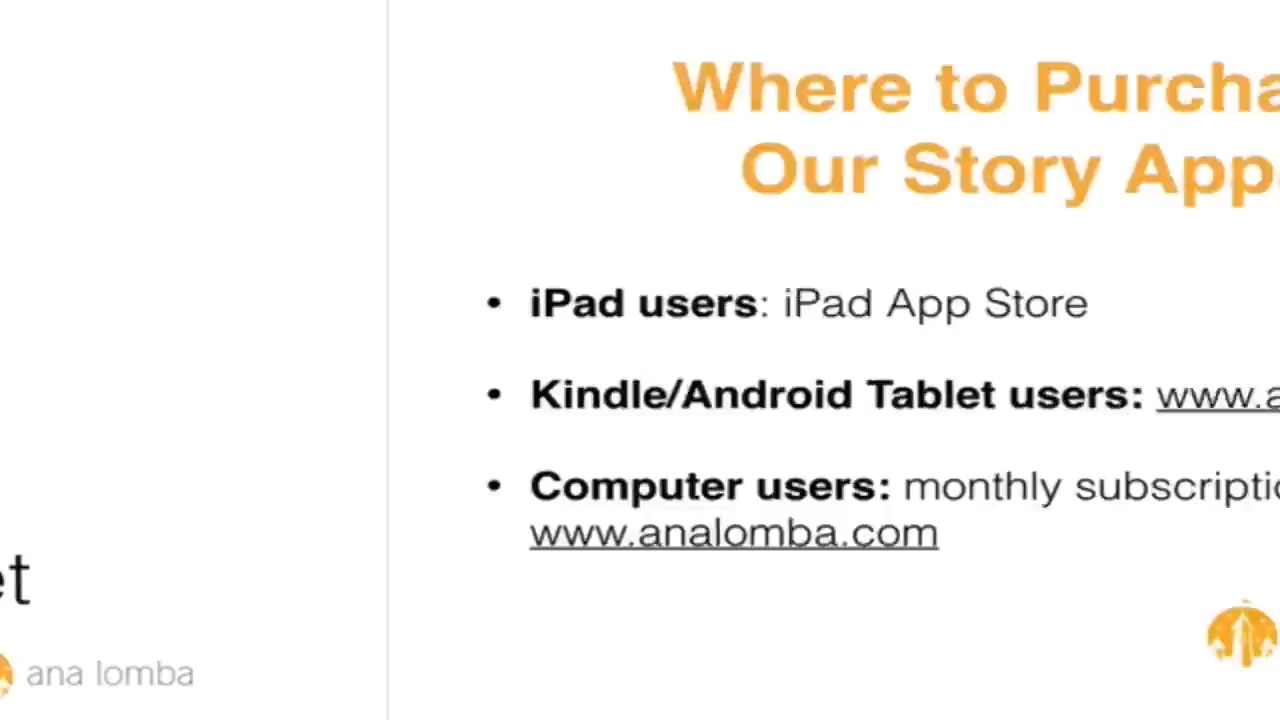 et
ana lomba
Where to Purcha
Our Story App
• iPad users: iPad App Store
• Kindle/Android Tablet users: www.a
• Computer users: monthly subscripti
www.analomba.com